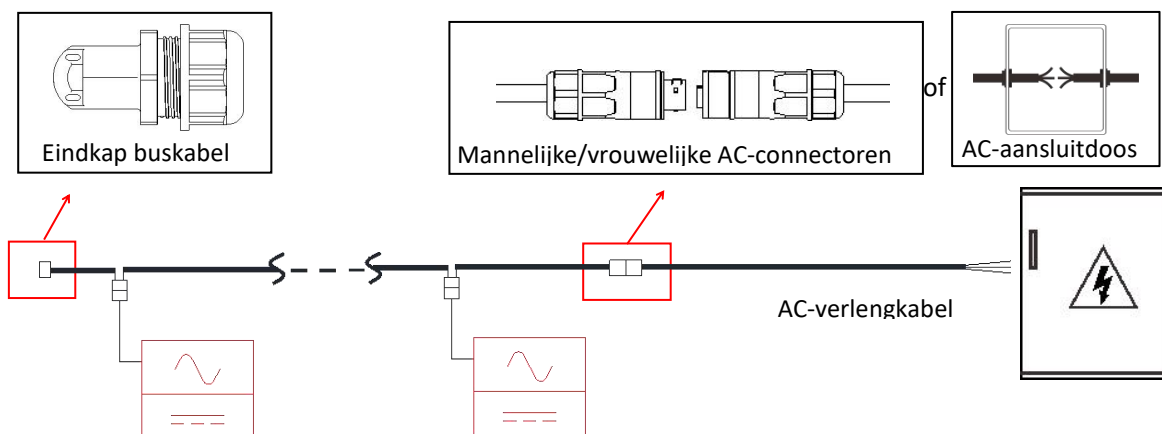 Eindkap buskabel
Mannelijke/vrouwelijke AC-connectoren
of
AC-aansluitdoos
AC-verlengkabel